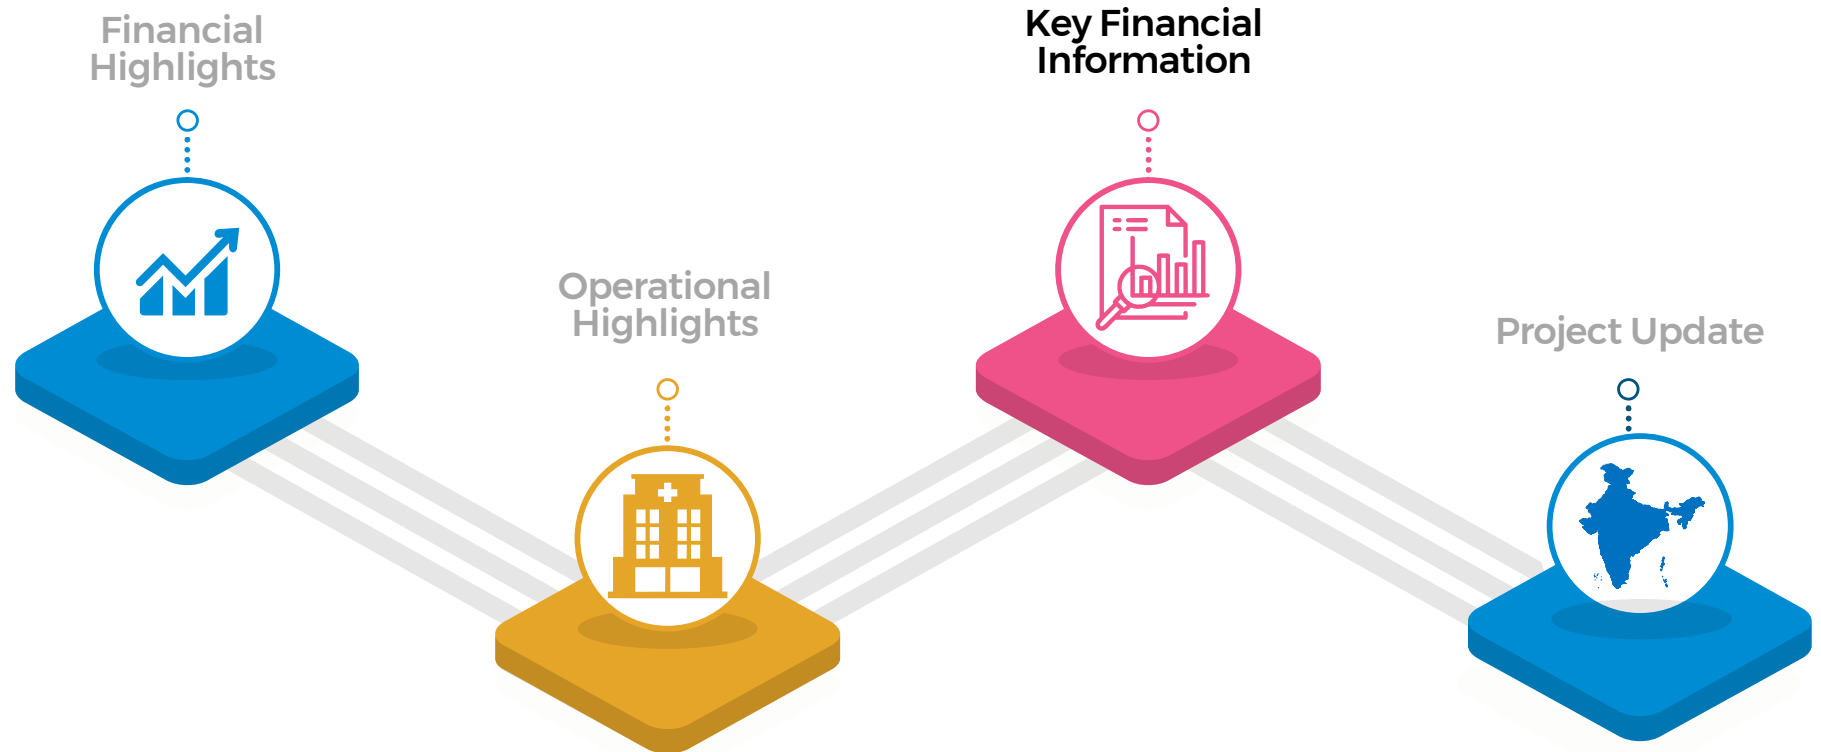 Financial
Highlights
Operational
Highlights
Key Financial
Information
Project Update